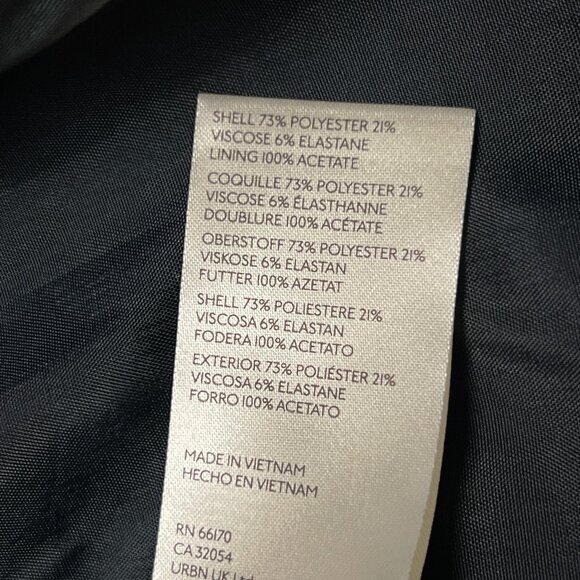 SHELL 73% POLYESTER 21%
VISCOSE 6% ELASTANE
LINING 100% ACETATE
COQUILLE 73% POLYESTER 21%
VISCOSE 6% ÉLASTHANNE
DOUBLURE 100% ACÉTATE
OBERSTOFF 73% POLYESTER 21%
VISKOSE 6% ELASTAN
FUTTER 100% AZETAT
SHELL 73% POLIESTERE 21%
VISCOSA 6% ELASTAN
FODERA 100% ACETATO
EXTERIOR 73% POLIÉSTER 21%
VISCOSA 6% ELASTANE
FORRO 100% ACETATO
MADE IN VIETNAM
HECHO EN VIETNAM
RN 66170
CA 32054
URBN UK Ltd